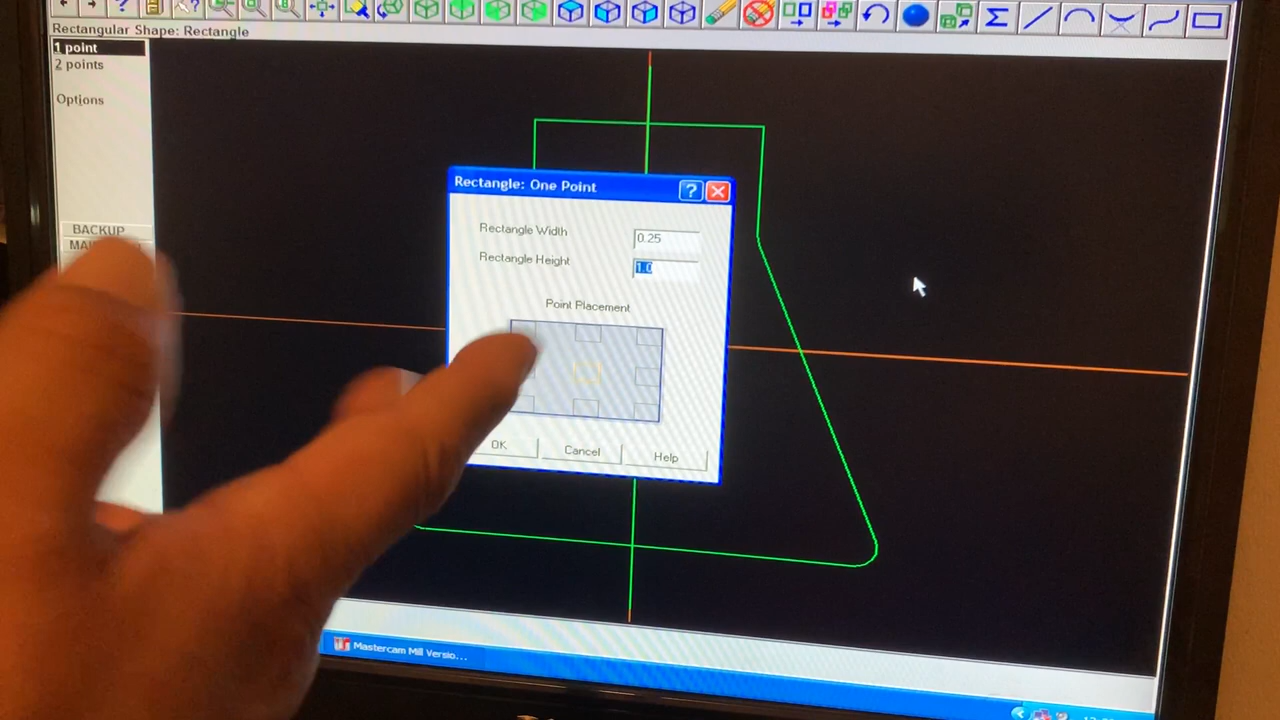 Rectangular Shape: Rectangle
1 point
2 points
Options
BACKUP
Rectangle: One Point
Rectangle Width 0.25
Rectangle Height 1.0
Point Placement
OK Cancel Help
Mastercam Mill Versio...